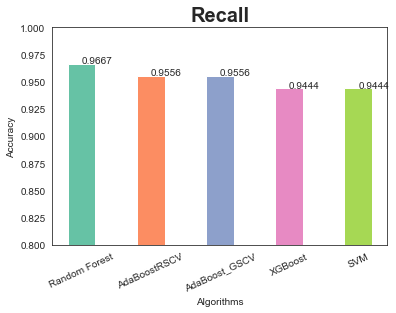 Recall
Accuracy
1.000
0.975
0.950
0.925
0.900
0.875
0.850
0.825
0.800
0.9667
0.9556
0.9556
0.9444
0.9444
Random Forest
AdaBoostRSCV
AdaBoost_GSCV
XGBoost
SVM
Algorithms